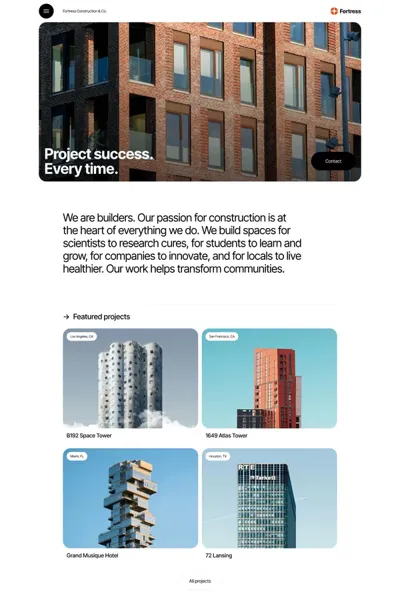 Fortress Construction & Co.
Fortress
Project success.
Every time.
Contact
We are builders. Our passion for construction is at
the heart of everything we do. We build spaces for
scientists to research cures, for students to learn and
grow, for companies to innovate, and for locals to live
healthier. Our work helps transform communities.
→ Featured projects
Los Angeles, CA
San Francisco, CA
B192 Space Tower
1649 Atlas Tower
Miami, FL
Houston, TX
RTE
Tarkett
Grand Musique Hotel
72 Lansing
All projects